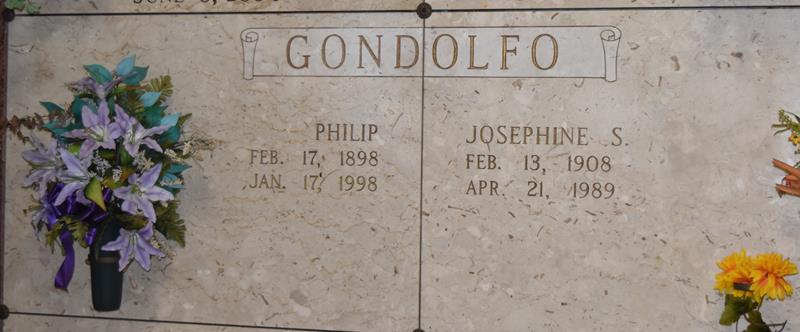 GONDOLFO
PHILIP
FEB. 17, 1898
JAN. 17, 1998
JOSEPHINE S.
FEB. 13, 1908
APR. 21, 1989